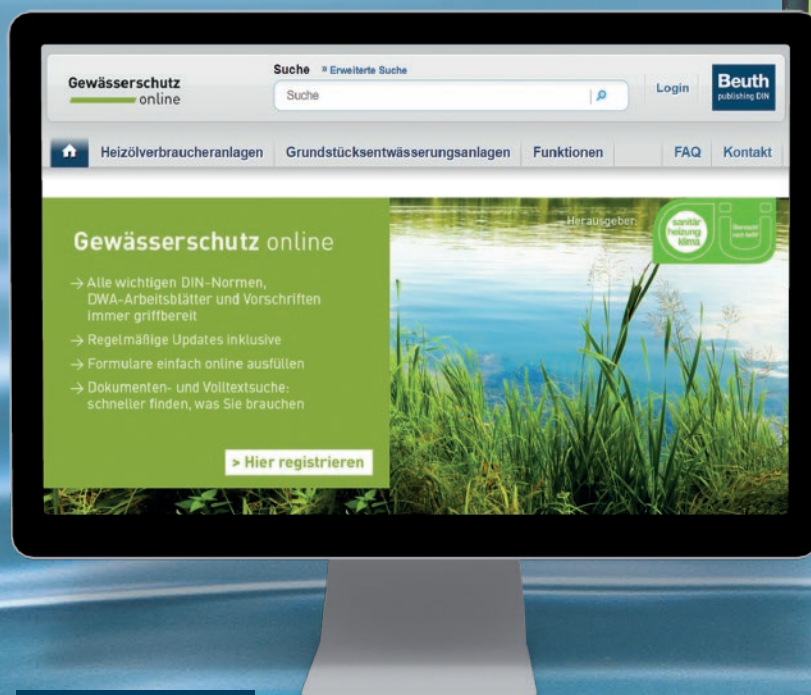 Gewässerschutz
online
Suche » Erweiterte Suche
Suche
Login
Beuth
publishing DIN
Heizölverbraucheranlagen Grundstücksentwässerungsanlagen Funktionen FAQ Kontakt
Gewässerschutz online
→ Alle wichtigen DIN-Normen,
DWA-Arbeitsblätter und Vorschriften
immer griffbereit
→ Regelmäßige Updates inklusive
→ Formulare einfach online ausfüllen
→ Dokumenten- und Volltextsuche:
schneller finden, was Sie brauchen
> Hier registrieren
Herausgeber:
sanitär
heizung
klima